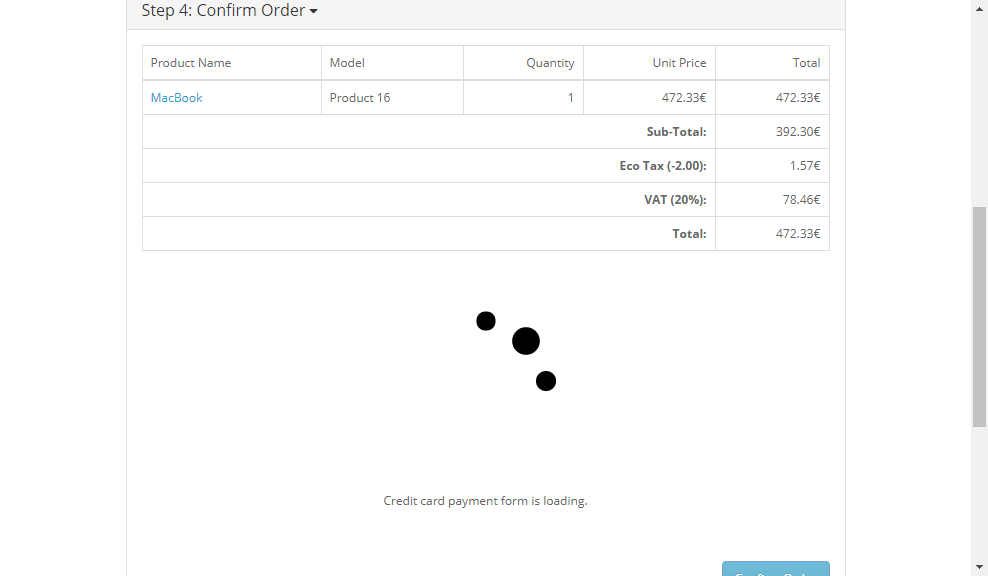 Step 4: Confirm Order
Product Name Model Quantity Unit Price Total
MacBook Product 16 1 472.33€ 472.33€
Sub-Total: 392.30€
Eco Tax (-2.00): 1.57€
VAT (20%): 78.46€
Total: 472.33€
Credit card payment form is loading.